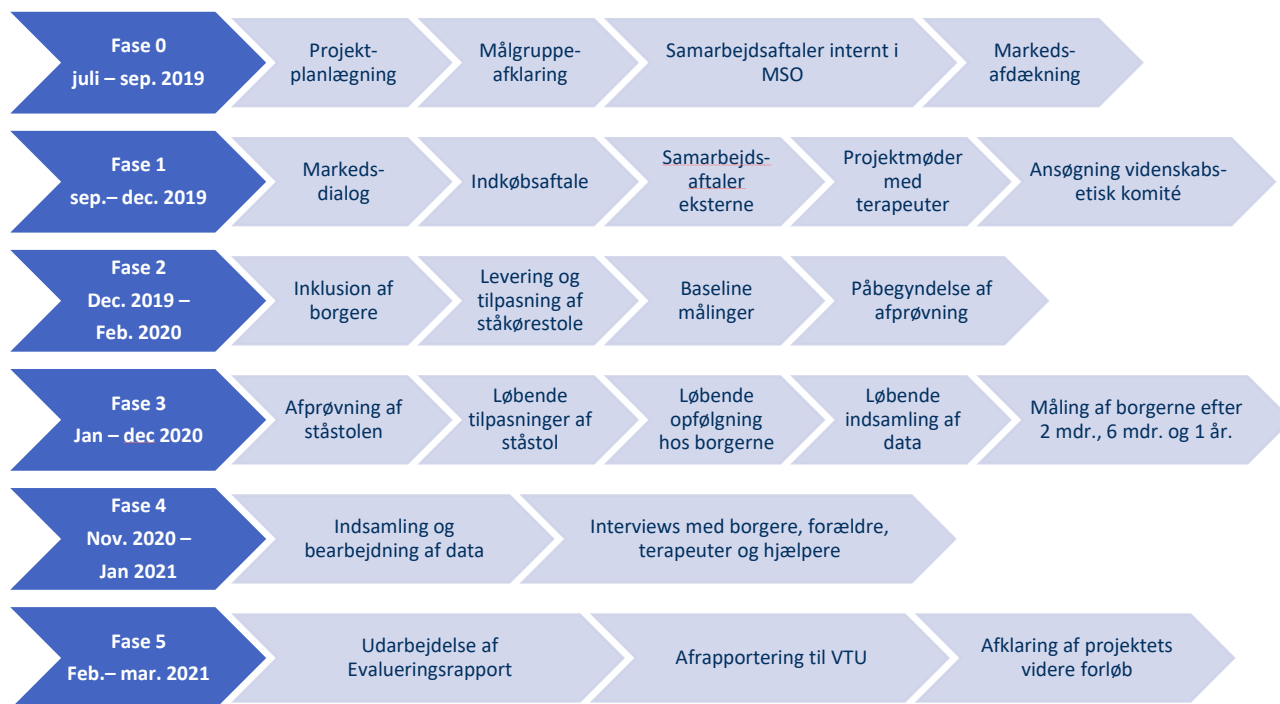 Fase 0
juli – sep. 2019
Projekt-
planlægning
Målgruppe-
afklaring
Samarbejdsaftaler internt i
MSO
Markeds-
afdækning
Fase 1
sep.– dec. 2019
Markeds-
dialog
Indkøbsaftale
Samarbejds-
aftaler
eksterne
Projektmøder
med
terapeuter
Ansøgning videnskabs-
etisk komité
Fase 2
Dec. 2019 –
Feb. 2020
Inklusion af
borgere
Levering og
tilpasning af
ståkørestole
Baseline
målinger
Påbegyndelse af
afprøvning
Fase 3
Jan – dec 2020
Afprøvning af
ståstolen
Løbende
tilpasninger af
ståstol
Løbende
opfølgning
hos borgerne
Løbende
indsamling af
data
Måling af borgerne efter
2 mdr., 6 mdr. og 1 år.
Fase 4
Nov. 2020 –
Jan 2021
Indsamling og
bearbejdning af data
Interviews med borgere, forældre,
terapeuter og hjælpere
Fase 5
Feb.– mar. 2021
Udarbejdelse af
Evalueringsrapport
Afrapportering til VTU
Afklaring af projektets
videre forløb